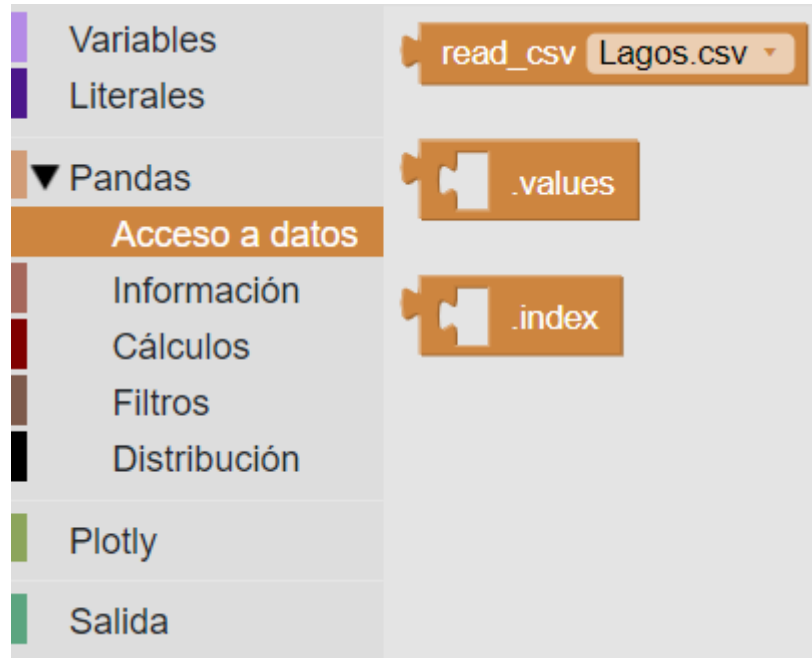 Variables
Literales
Pandas
Acceso a datos
Información
Cálculos
Filtros
Distribución
Plotly
Salida
read_csv Lagos.csv
.values
.index